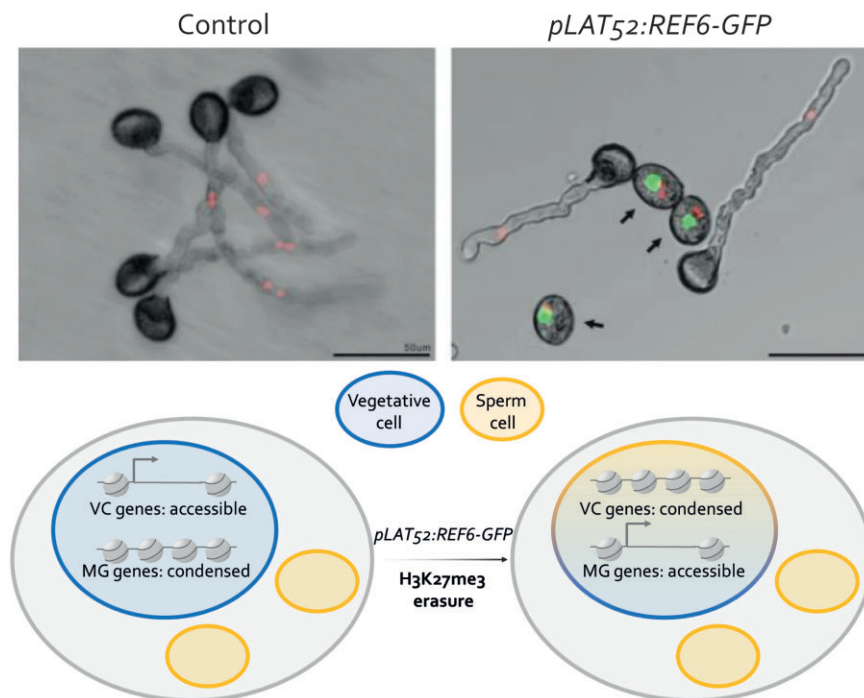 Control
pLAT52:REF6-GFP
50um
Vegetative
cell
Sperm
cell
VC genes: accessible
MG genes: condensed
pLAT52:REF6-GFP
H3K27me3
erasure
VC genes: condensed
MG genes: accessible